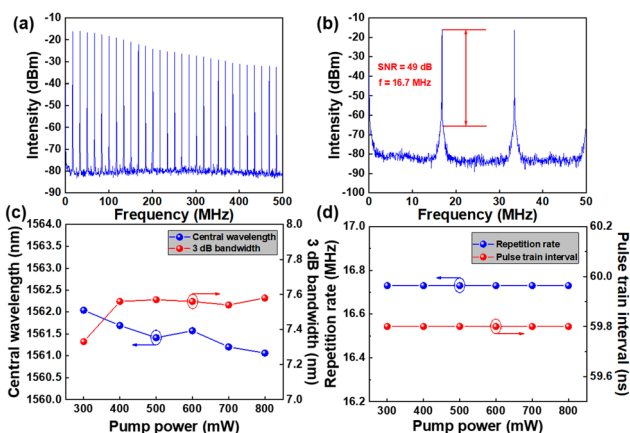 (a)
-10
-20
-30
-40
-50
-60
-70
-80
-90
Intensity (dBm)
0 100 200 300 400 500
Frequency (MHz)
(b)
-10
-20
-30
-40
-50
-60
-70
-80
-90
-100
Intensity (dBm)
SNR = 49 dB
f = 16.7 MHz
0 10 20 30 40 50
Frequency (MHz)
(c)
1564.0
1563.5
1563.0
1562.5
1562.0
1561.5
1561.0
1560.5
1560.0
Central wavelength (nm)
Central wavelength
3 dB bandwidth
8.0
7.8
7.6
7.4
7.2
7.0
3 dB bandwidth (nm)
300 400 500 600 700 800
Pump power (mW)
(d)
17.0
16.8
16.6
16.4
16.2
Repetition rate (MHz)
Repetition rate
Pulse train interval
60.2
60.0
59.8
59.6
Pulse train interval (ns)
300 400 500 600 700 800
Pump power (mW)